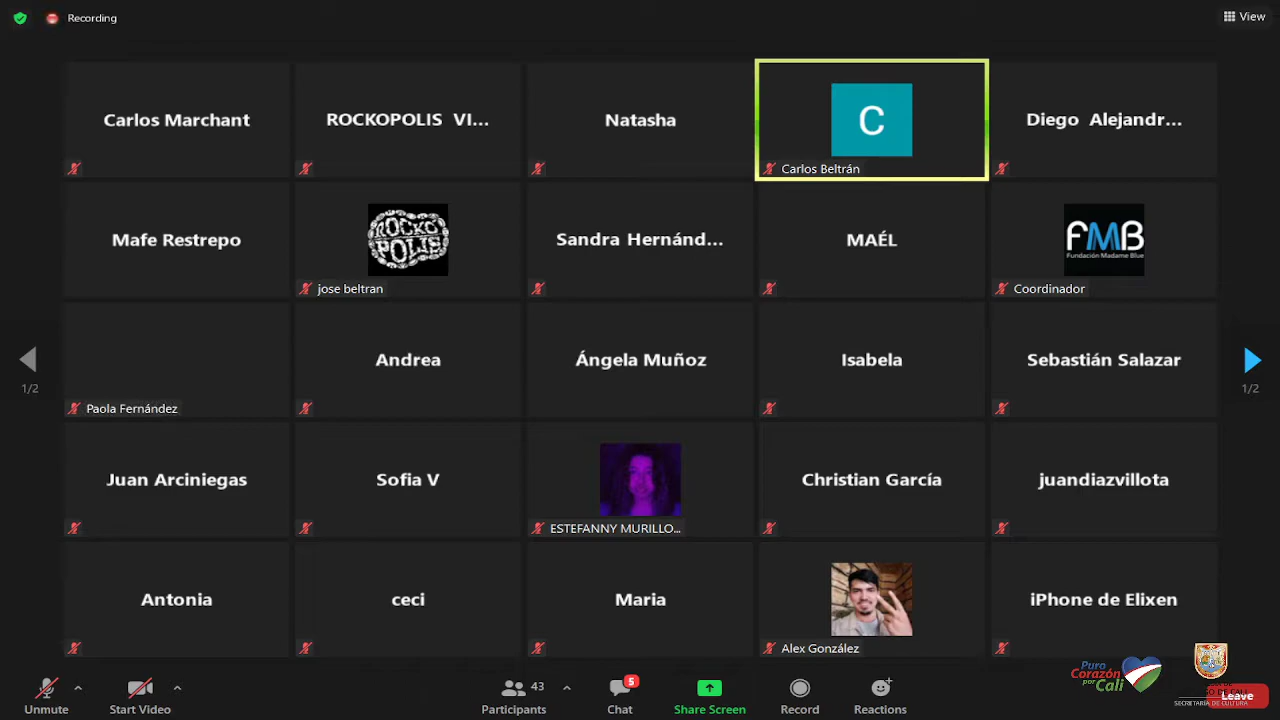 Recording
View
Carlos Marchant
ROCKOPOLIS VI...
Natasha
C
Carlos Beltrán
Diego Alejandr...
Mafe Restrepo
ROCKO
POLIS
jose beltran
Sandra Hernánd...
MAÉL
FMB
Fundación Madame Blue
Coordinador
Paola Fernández
Andrea
Ángela Muñoz
Isabela
Sebastián Salazar
1/2
1/2
Juan Arciniegas
Sofia V
ESTEFANNY MURILLO...
Christian García
juandiazvillota
Antonia
ceci
Maria
Alex González
iPhone de Elixen
Puro
Corazón
por
Cali
Unmute
Start Video
43
Participants
5
Chat
Share Screen
Record
Reactions
Leave
SECRETARÍA DE CULTURA